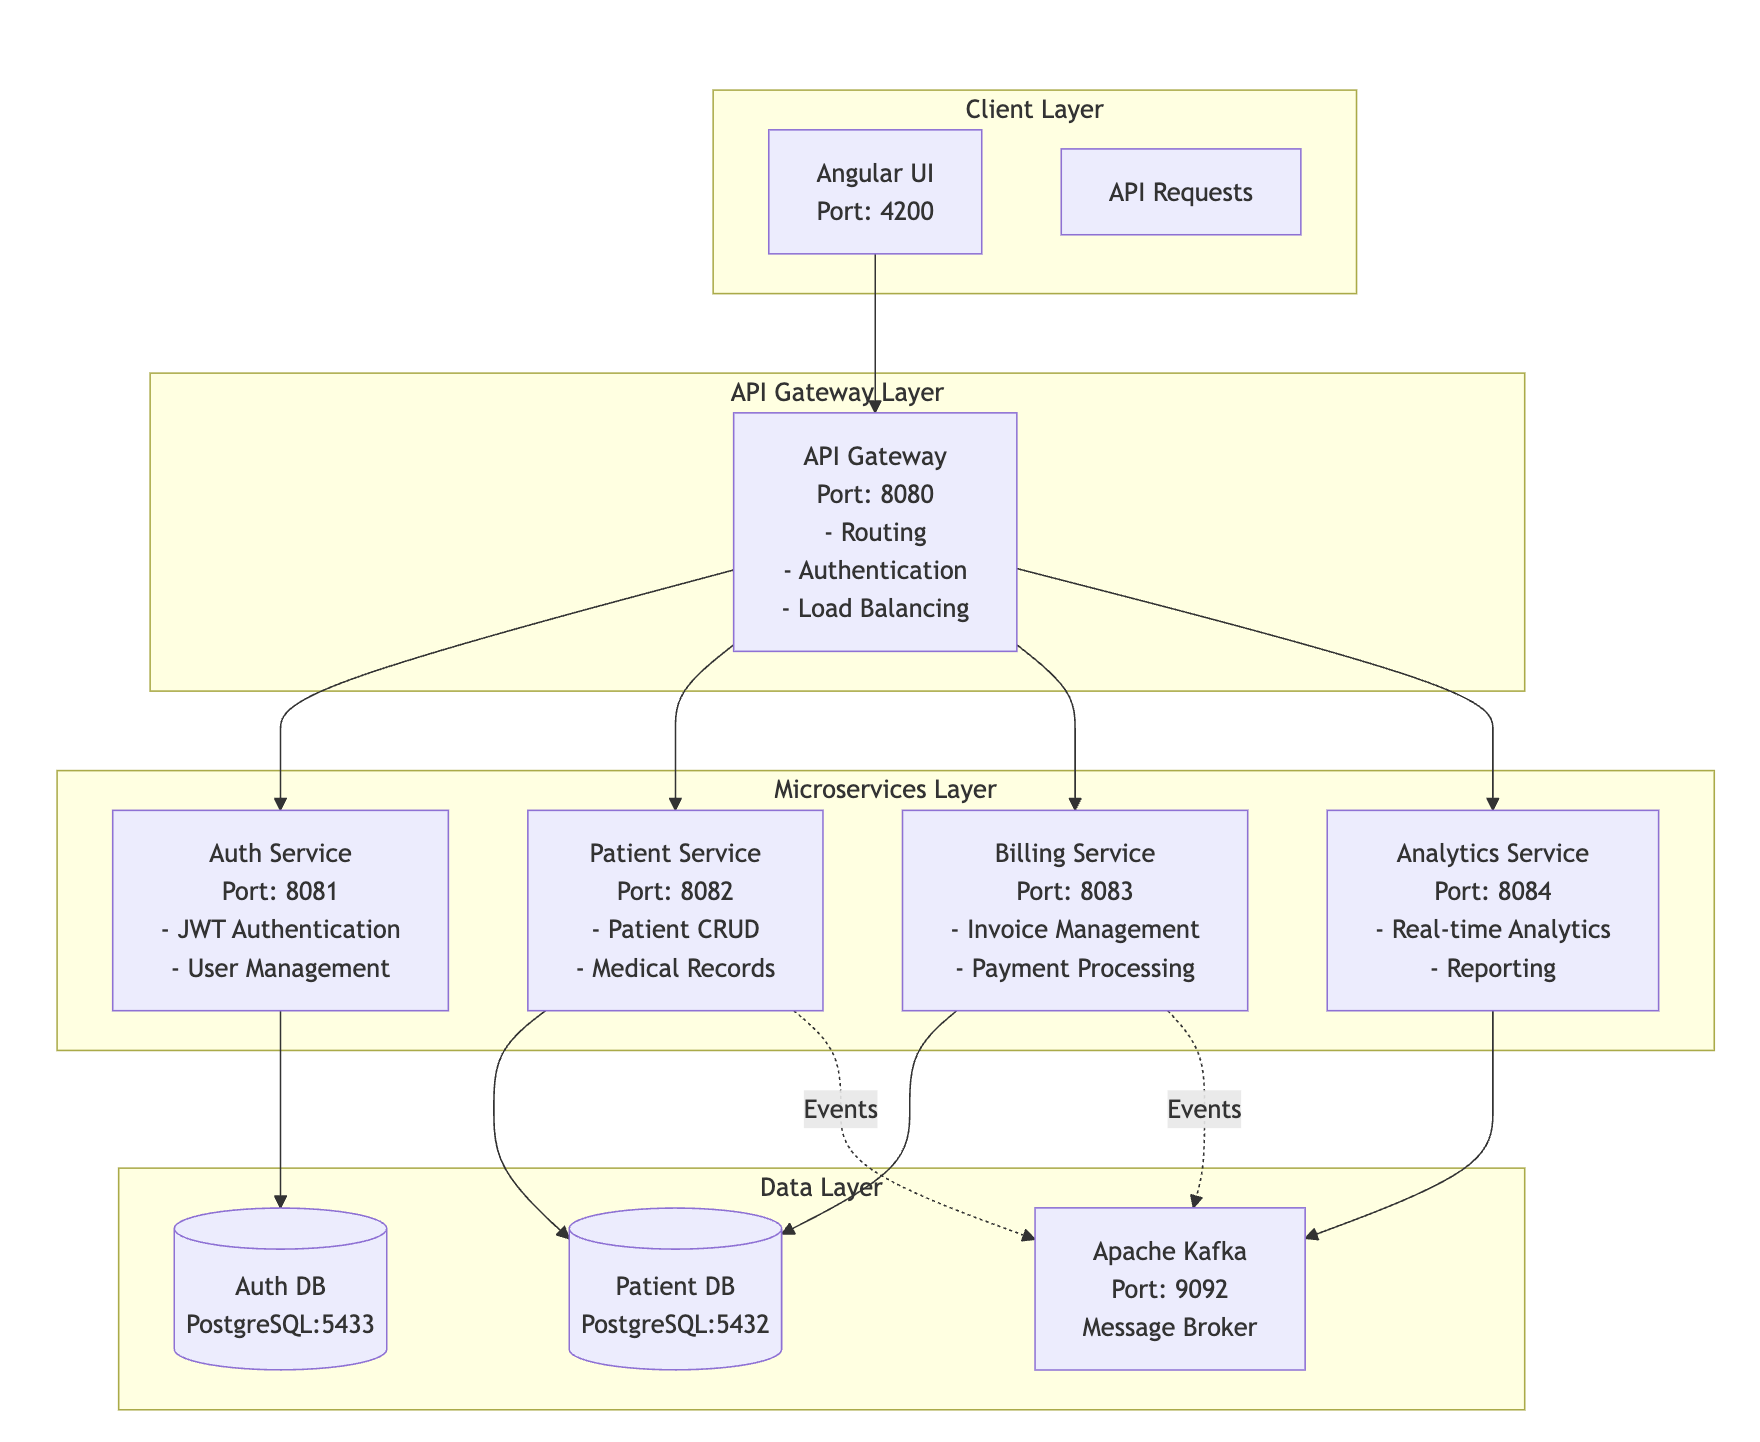 Client Layer
Angular UI
Port: 4200
API Requests
API Gateway Layer
API Gateway
Port: 8080
- Routing
- Authentication
- Load Balancing
Microservices Layer
Auth Service
Port: 8081
- JWT Authentication
- User Management
Patient Service
Port: 8082
- Patient CRUD
- Medical Records
Billing Service
Port: 8083
- Invoice Management
- Payment Processing
Analytics Service
Port: 8084
- Real-time Analytics
- Reporting
Events
Events
Data Layer
Auth DB
PostgreSQL:5433
Patient DB
PostgreSQL:5432
Apache Kafka
Port: 9092
Message Broker